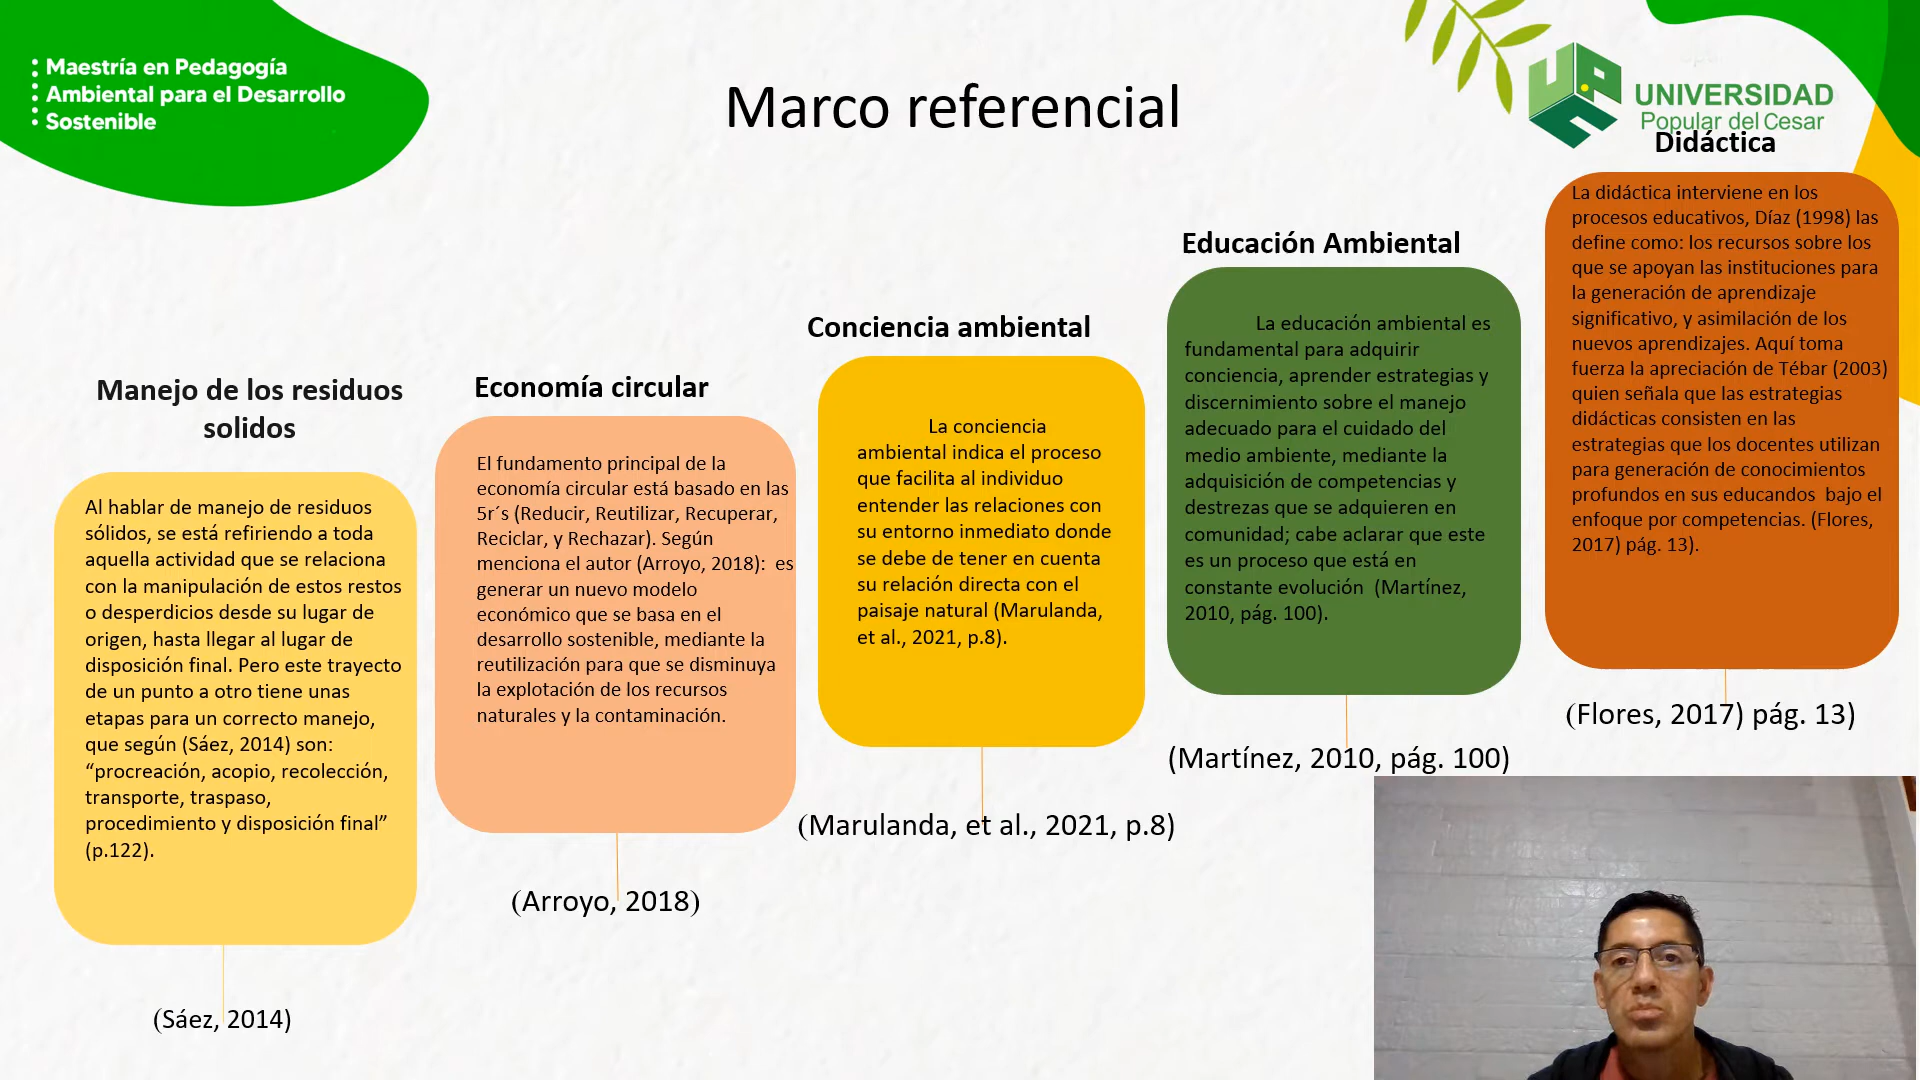 Maestría en Pedagogía
Ambiental para el Desarrollo
Sostenible
Marco referencial
UNIVERSIDAD
Popular del Cesar
Manejo de los residuos
solidos
Al hablar de manejo de residuos
sólidos, se está refiriendo a toda
aquella actividad que se relaciona
con la manipulación de estos restos
o desperdicios desde su lugar de
origen, hasta llegar al lugar de
disposición final. Pero este trayecto
de un punto a otro tiene unas
etapas para un correcto manejo,
que según (Sáez, 2014) son:
“procreación, acopio, recolección,
transporte, traspaso,
procedimiento y disposición final”
(p.122).
(Sáez, 2014)
Economía circular
El fundamento principal de la
economía circular está basado en las
5r´s (Reducir, Reutilizar, Recuperar,
Reciclar, y Rechazar). Según
menciona el autor (Arroyo, 2018):  es
generar un nuevo modelo
económico que se basa en el
desarrollo sostenible, mediante la
reutilización para que se disminuya
la explotación de los recursos
naturales y la contaminación.
(Arroyo, 2018)
Conciencia ambiental
La conciencia
ambiental indica el proceso
que facilita al individuo
entender las relaciones con
su entorno inmediato donde
se debe de tener en cuenta
su relación directa con el
paisaje natural (Marulanda,
et al., 2021, p.8).
(Marulanda, et al., 2021, p.8)
Educación Ambiental
La educación ambiental es
fundamental para adquirir
conciencia, aprender estrategias y
discernimiento sobre el manejo
adecuado para el cuidado del
medio ambiente, mediante la
adquisición de competencias y
destrezas que se adquieren en
comunidad; cabe aclarar que este
es un proceso que está en
constante evolución  (Martínez,
2010, pág. 100).
(Martínez, 2010, pág. 100)
Didáctica
La didáctica interviene en los
procesos educativos, Díaz (1998) las
define como: los recursos sobre los
que se apoyan las instituciones para
la generación de aprendizaje
significativo, y asimilación de los
nuevos aprendizajes. Aquí toma
fuerza la apreciación de Tébar (2003)
quien señala que las estrategias
didácticas consisten en las
estrategias que los docentes utilizan
para generación de conocimientos
profundos en sus educandos  bajo el
enfoque por competencias. (Flores,
2017) pág. 13).
(Flores, 2017) pág. 13)